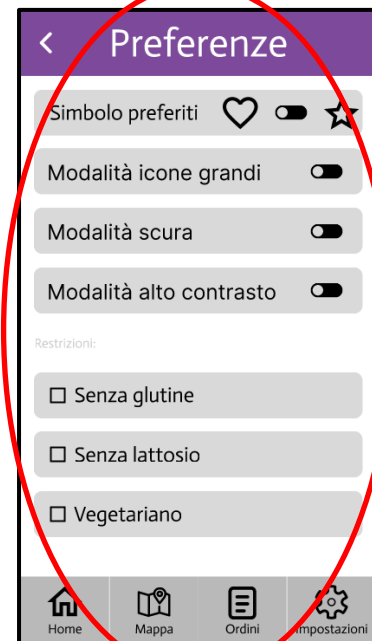 Preferenze
Simbolo preferiti
Modalità icone grandi
Modalità scura
Modalità alto contrasto
Restrizioni:
Senza glutine
Senza lattosio
Vegetariano
Home Mappa Ordini Impostazioni